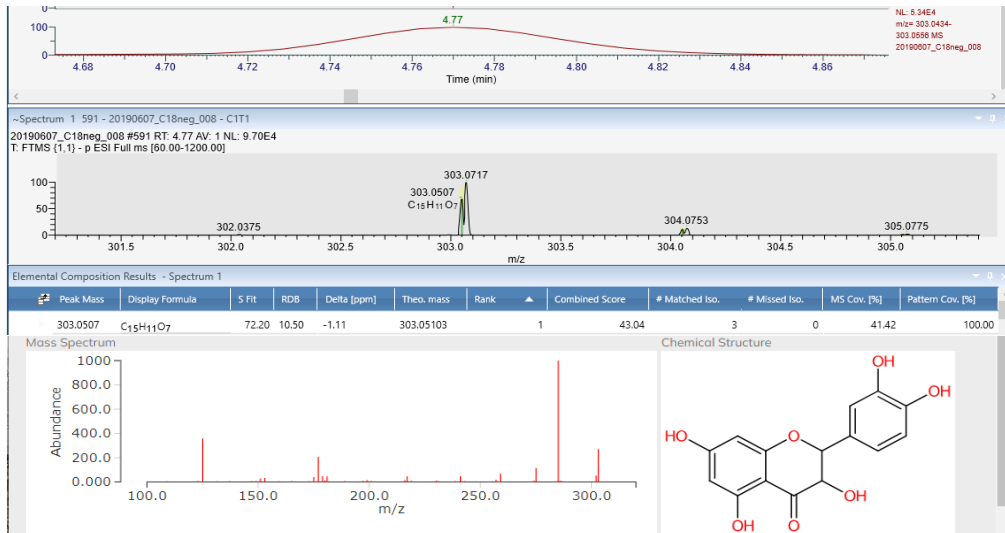 0
4.77
NL: 5.34E4
100
m/z= 303.0434-
50
303.0566 MS
0
20190607_C18neg_008
4.68 4.70 4.72 4.74 4.76 4.78 4.80 4.82 4.84 4.86
Time (min)
~Spectrum 1 591 - 20190607_C18neg_008 - C1T1
20190607_C18neg_008 #591 RT: 4.77 AV: 1 NL: 9.70E4
T: FTMS {1,1} - p ESI Full ms [60.00-1200.00]
303.0717
100
303.0507
C₁₅H₁₁O₇
50
302.0375
304.0753
305.0775
0
301.5 302.0 302.5 303.0 303.5 304.0 304.5 305.0
m/z
Elemental Composition Results - Spectrum 1
Peak Mass Display Formula S Fit RDB Delta [ppm] Theo. mass Rank Combined Score # Matched Iso. # Missed Iso. MS Cov. [%] Pattern Cov. [%]
303.0507 C₁₅H₁₁O₇ 72.20 10.50 -1.11 303.05103 1 43.04 3 0 41.42 100.00
Mass Spectrum
1000
800.0
600.0
400.0
200.0
0.000
Abundance
100.0 150.0 200.0 250.0 300.0
m/z
Chemical Structure
OH
OH
HO
O
OH
OH
O